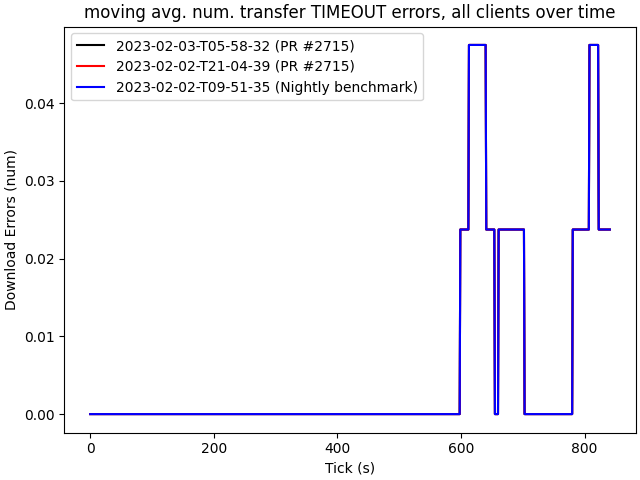 moving avg. num. transfer TIMEOUT errors, all clients over time
2023-02-03-T05-58-32 (PR #2715)
2023-02-02-T21-04-39 (PR #2715)
2023-02-02-T09-51-35 (Nightly benchmark)
Download Errors (num)
0.04
0.03
0.02
0.01
0.00
0 200 400 600 800
Tick (s)